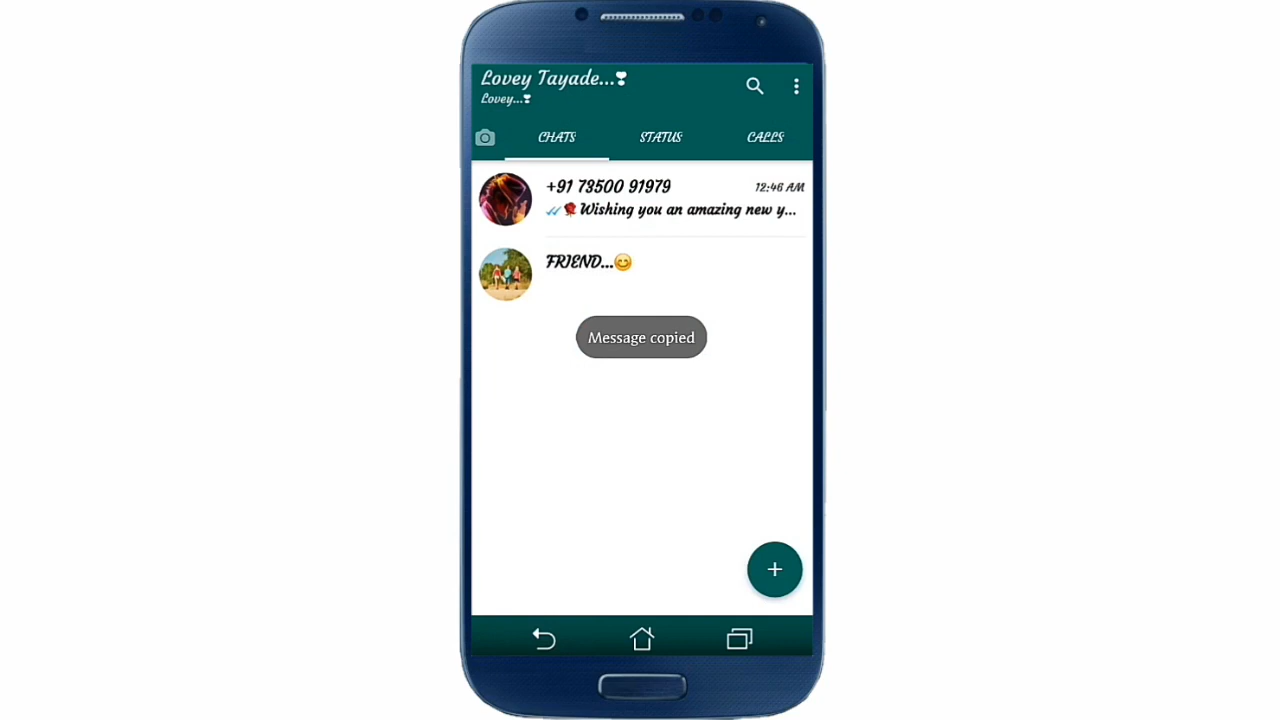 Lovey Tayade...❣
Lovey...❣
CHATS STATUS CALLS
+91 73500 91979 12:46 AM
🌹Wishing you an amazing new y...
FRIEND...😊
Message copied